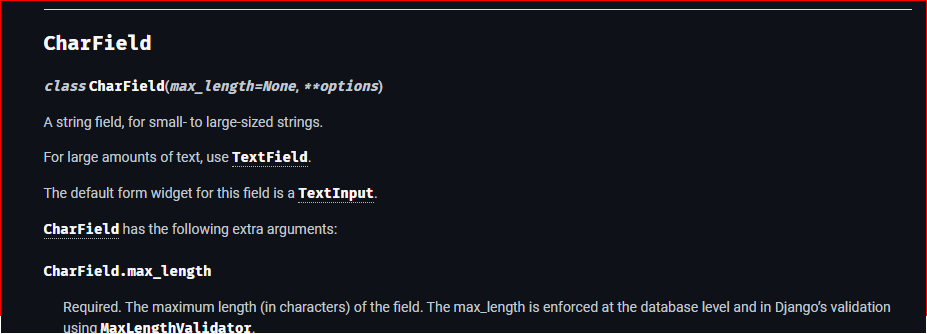 CharField
class CharField(max_length=None, **options)
A string field, for small- to large-sized strings.
For large amounts of text, use TextField.
The default form widget for this field is a TextInput.
CharField has the following extra arguments:
CharField.max_length
Required. The maximum length (in characters) of the field. The max_length is enforced at the database level and in Django’s validation
using MaxLengthValidator.